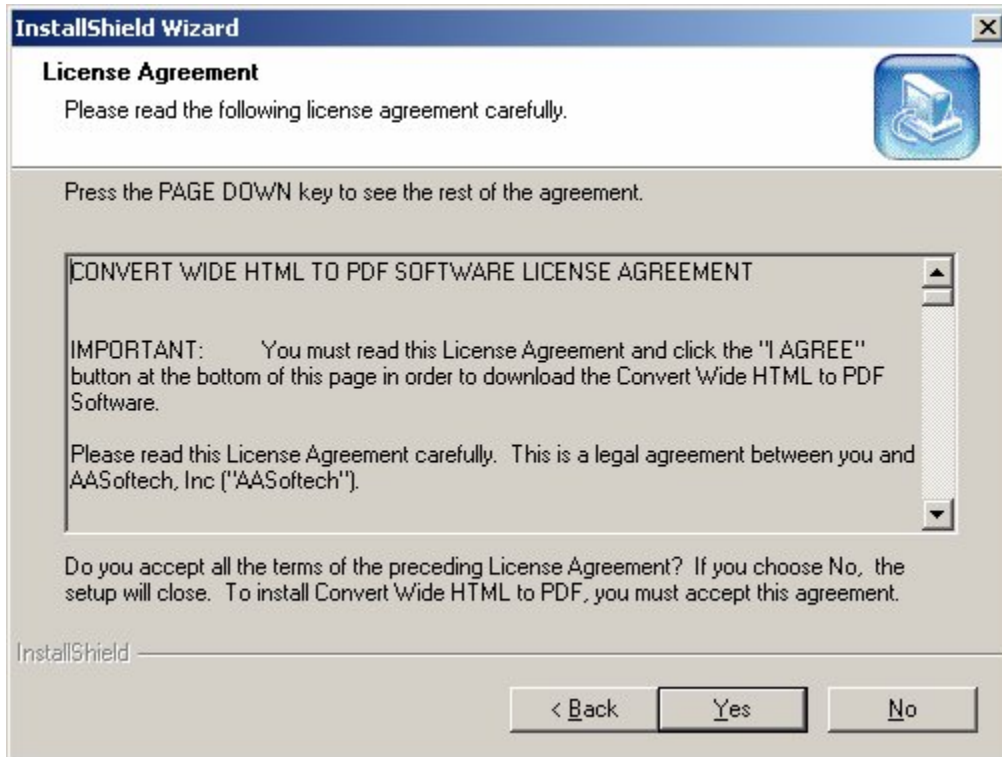 InstallShield Wizard
License Agreement
Please read the following license agreement carefully.
Press the PAGE DOWN key to see the rest of the agreement.
CONVERT WIDE HTML TO PDF SOFTWARE LICENSE AGREEMENT
IMPORTANT: You must read this License Agreement and click the "I AGREE"
button at the bottom of this page in order to download the Convert Wide HTML to PDF
Software.
Please read this License Agreement carefully. This is a legal agreement between you and
AASoftech, Inc ("AASoftech").
Do you accept all the terms of the preceding License Agreement? If you choose No, the
setup will close. To install Convert Wide HTML to PDF, you must accept this agreement.
InstallShield
< Back Yes No